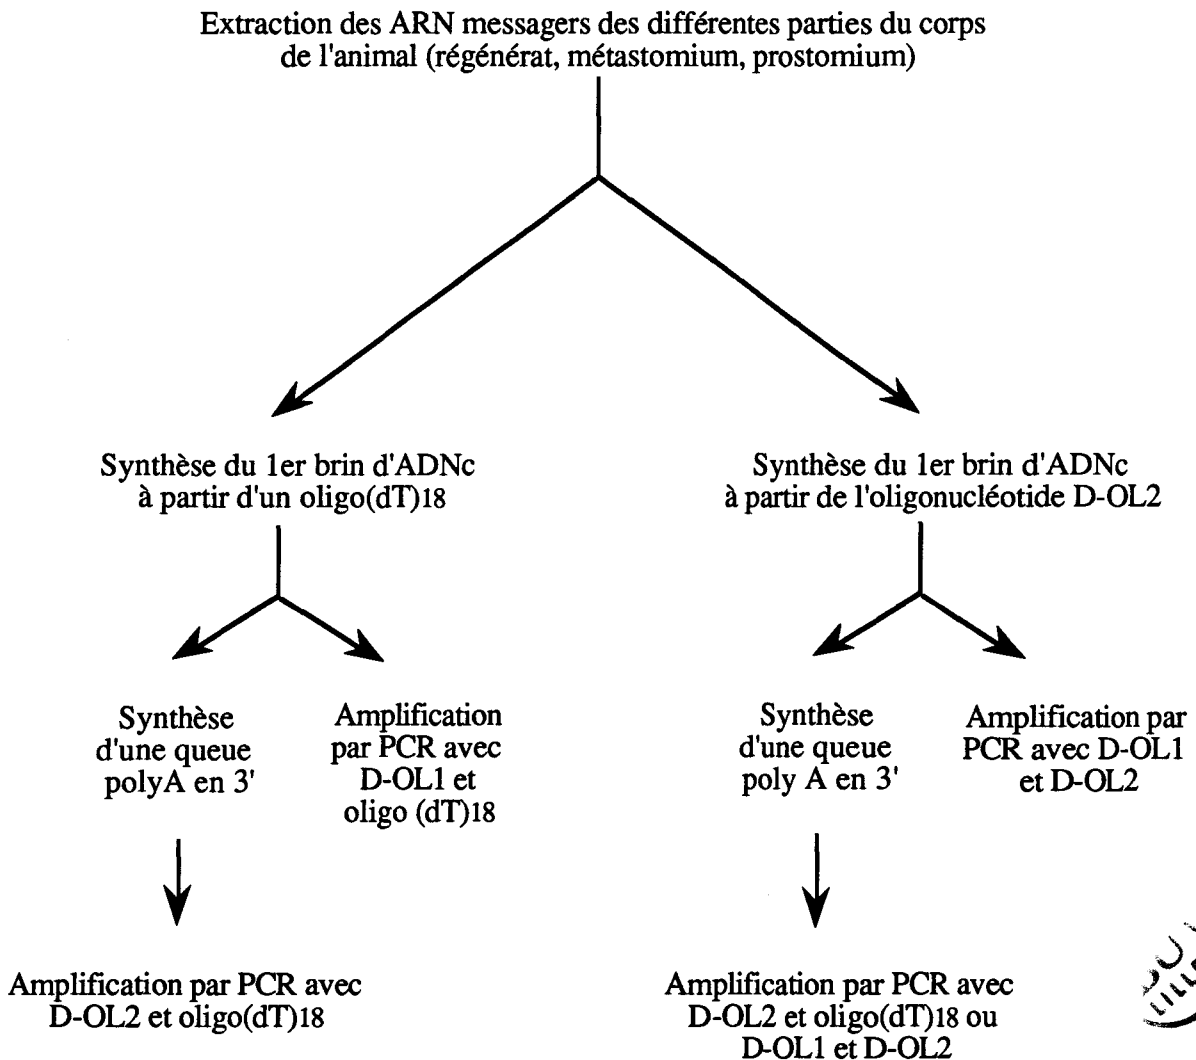 Extraction des ARN messagers des différentes parties du corps
de l'animal (régénérat, métastomium, prostomium)
Synthèse du 1er brin d'ADNc
à partir d'un oligo(dT)18
Synthèse du 1er brin d'ADNc
à partir de l'oligonucléotide D-OL2
Synthèse
d'une queue
polyA en 3'
Amplification
par PCR avec
D-OL1 et
oligo (dT)18
Synthèse
d'une queue
poly A en 3'
Amplification par
PCR avec D-OL1
et D-OL2
Amplification par PCR avec
D-OL2 et oligo(dT)18
Amplification par PCR avec
D-OL2 et oligo(dT)18 ou
D-OL1 et D-OL2